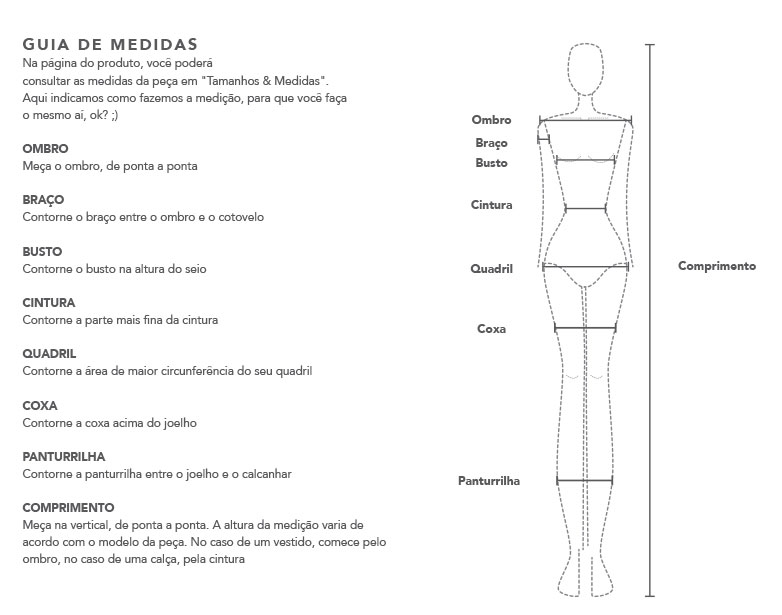 GUIA DE MEDIDAS
Na página do produto, você poderá
consultar as medidas da peça em "Tamanhos & Medidas".
Aqui indicamos como fazemos a medição, para que você faça
o mesmo aí, ok? ;)
OMBRO
Meça o ombro, de ponta a ponta
BRAÇO
Contorne o braço entre o ombro e o cotovelo
BUSTO
Contorne o busto na altura do seio
CINTURA
Contorne a parte mais fina da cintura
QUADRIL
Contorne a área de maior circunferência do seu quadril
COXA
Contorne a coxa acima do joelho
PANTURRILHA
Contorne a panturrilha entre o joelho e o calcanhar
COMPRIMENTO
Meça na vertical, de ponta a ponta. A altura da medição varia de
acordo com o modelo da peça. No caso de um vestido, comece pelo
ombro, no caso de uma calça, pela cintura
Ombro
Braço
Busto
Cintura
Quadril
Coxa
Panturrilha
Comprimento